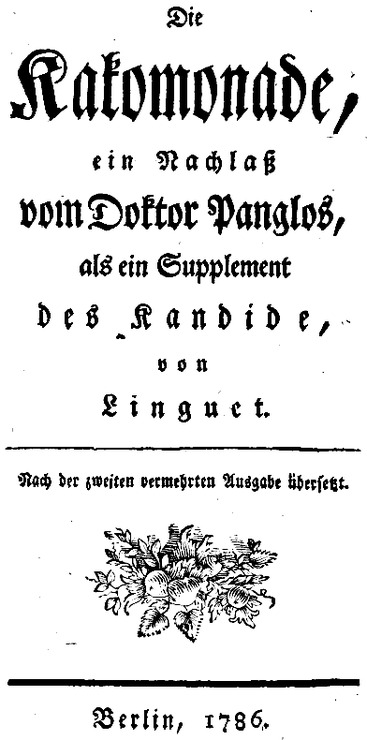 Die
Kakomonade,
ein Nachlaß
vom Doktor Panglos,
als ein Supplement
des Kandide,
von
Linguet.
Nach der zweiten vermehrten Ausgabe übersetzt.
Berlin, 1786.